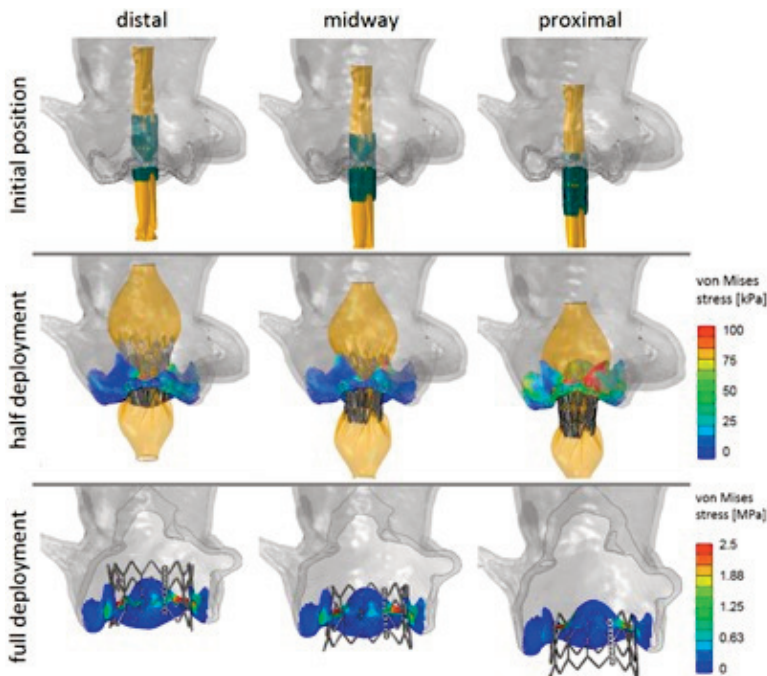 distal midway proximal
Initial position
half deployment
von Mises
stress [kPa]
100
75
50
25
0
full deployment
von Mises
stress [MPa]
2.5
1.88
1.25
0.63
0